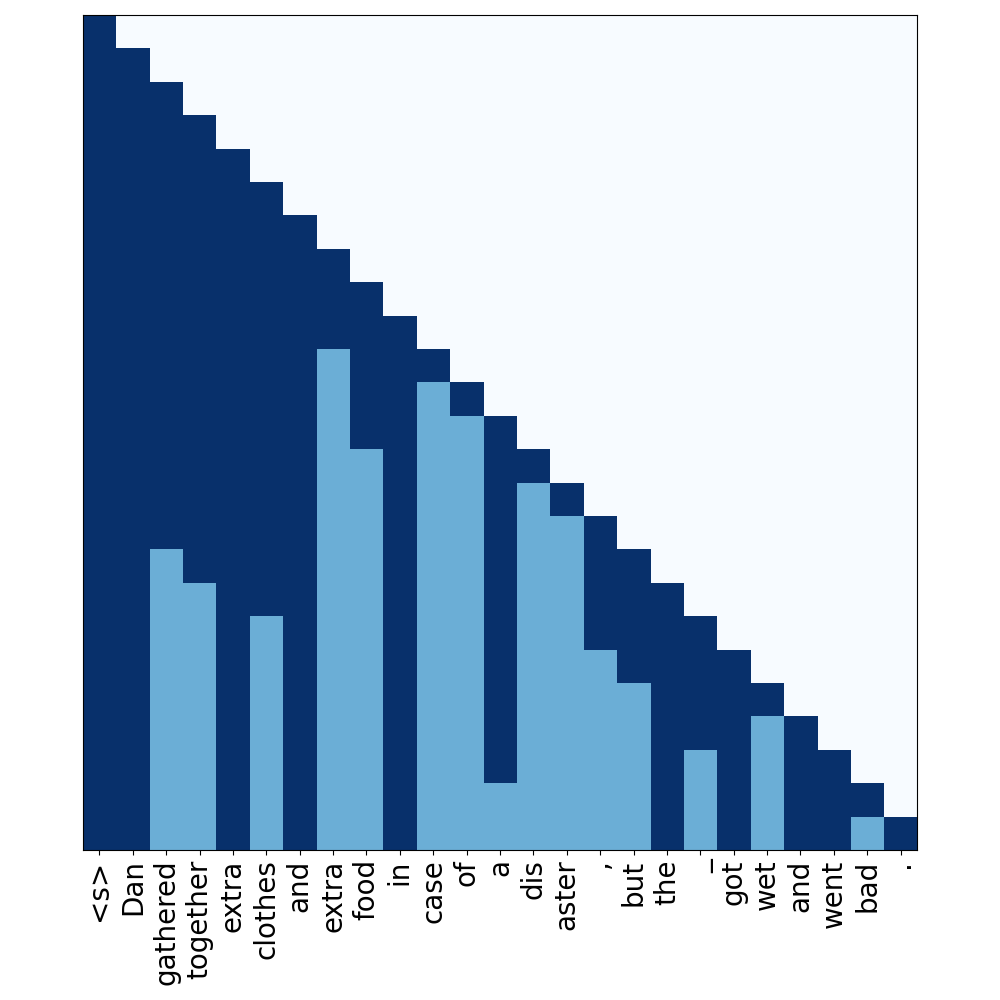 <s> Dan gathered together extra clothes and extra food in case of a dis aster , but the _ got wet and went bad .